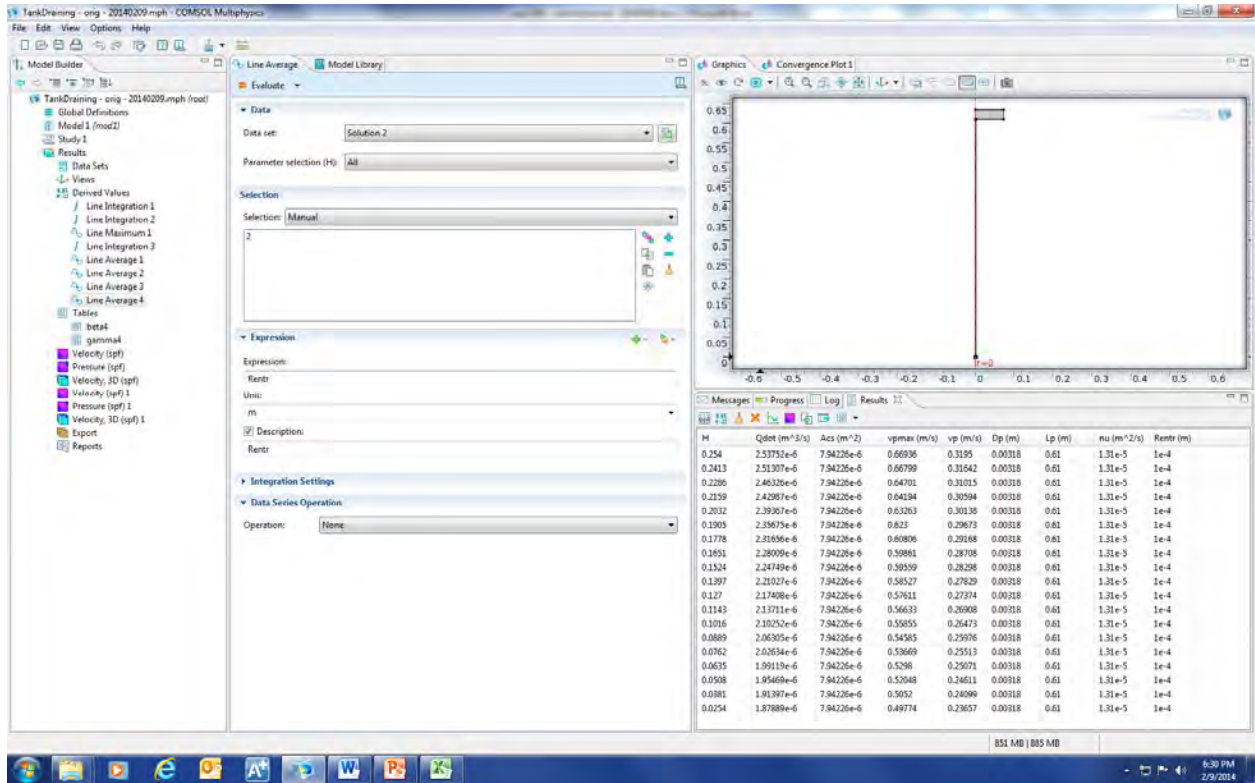 TankDraining - orig - 20140209.mph - COMSOL Multiphysics
File Edit View Options Help
Model Builder
TankDraining - orig - 20140209.mph (root)
Global Definitions
Model 1 (mod1)
Study 1
Results
Data Sets
Views
Derived Values
Line Integration 1
Line Integration 2
Line Maximum 1
Line Integration 3
Line Average 1
Line Average 2
Line Average 3
Line Average 4
Tables
beta4
gamma4
Velocity (spf)
Pressure (spf)
Velocity, 3D (spf)
Velocity (spf) 1
Pressure (spf) 1
Velocity, 3D (spf) 1
Export
Reports
Line Average Model Library
Evaluate
Data
Data set: Solution 2
Parameter selection (H): All
Selection
Selection: Manual
2
Expression
Expression:
Rentr
Unit:
m
Description:
Rentr
Integration Settings
Data Series Operation
Operation: None
Graphics Convergence Plot 1
0.65
0.6
0.55
0.5
0.45
0.4
0.35
0.3
0.25
0.2
0.15
0.1
0.05
0
r=0
-0.6 -0.5 -0.4 -0.3 -0.2 -0.1 0 0.1 0.2 0.3 0.4 0.5 0.6
Messages Progress Log Results
H Qdot (m^3/s) Acs (m^2) vpmax (m/s) vp (m/s) Dp (m) Lp (m) nu (m^2/s) Rentr (m)
0.254 2.53752e-6 7.94226e-6 0.66936 0.3195 0.00318 0.61 1.31e-5 1e-4
0.2413 2.51307e-6 7.94226e-6 0.66799 0.31642 0.00318 0.61 1.31e-5 1e-4
0.2286 2.46326e-6 7.94226e-6 0.64701 0.31015 0.00318 0.61 1.31e-5 1e-4
0.2159 2.42987e-6 7.94226e-6 0.64194 0.30594 0.00318 0.61 1.31e-5 1e-4
0.2032 2.39367e-6 7.94226e-6 0.63263 0.30138 0.00318 0.61 1.31e-5 1e-4
0.1905 2.35675e-6 7.94226e-6 0.623 0.29673 0.00318 0.61 1.31e-5 1e-4
0.1778 2.31656e-6 7.94226e-6 0.60806 0.29168 0.00318 0.61 1.31e-5 1e-4
0.1651 2.28009e-6 7.94226e-6 0.59861 0.28708 0.00318 0.61 1.31e-5 1e-4
0.1524 2.24749e-6 7.94226e-6 0.59559 0.28298 0.00318 0.61 1.31e-5 1e-4
0.1397 2.21027e-6 7.94226e-6 0.58527 0.27829 0.00318 0.61 1.31e-5 1e-4
0.127 2.17408e-6 7.94226e-6 0.57611 0.27374 0.00318 0.61 1.31e-5 1e-4
0.1143 2.13711e-6 7.94226e-6 0.56633 0.26908 0.00318 0.61 1.31e-5 1e-4
0.1016 2.10252e-6 7.94226e-6 0.55855 0.26473 0.00318 0.61 1.31e-5 1e-4
0.0889 2.06305e-6 7.94226e-6 0.54585 0.25976 0.00318 0.61 1.31e-5 1e-4
0.0762 2.02634e-6 7.94226e-6 0.53669 0.25513 0.00318 0.61 1.31e-5 1e-4
0.0635 1.99119e-6 7.94226e-6 0.5298 0.25071 0.00318 0.61 1.31e-5 1e-4
0.0508 1.95469e-6 7.94226e-6 0.52048 0.24611 0.00318 0.61 1.31e-5 1e-4
0.0381 1.91397e-6 7.94226e-6 0.5052 0.24099 0.00318 0.61 1.31e-5 1e-4
0.0254 1.87889e-6 7.94226e-6 0.49774 0.23657 0.00318 0.61 1.31e-5 1e-4
851 MB | 885 MB
6:30 PM
2/9/2014